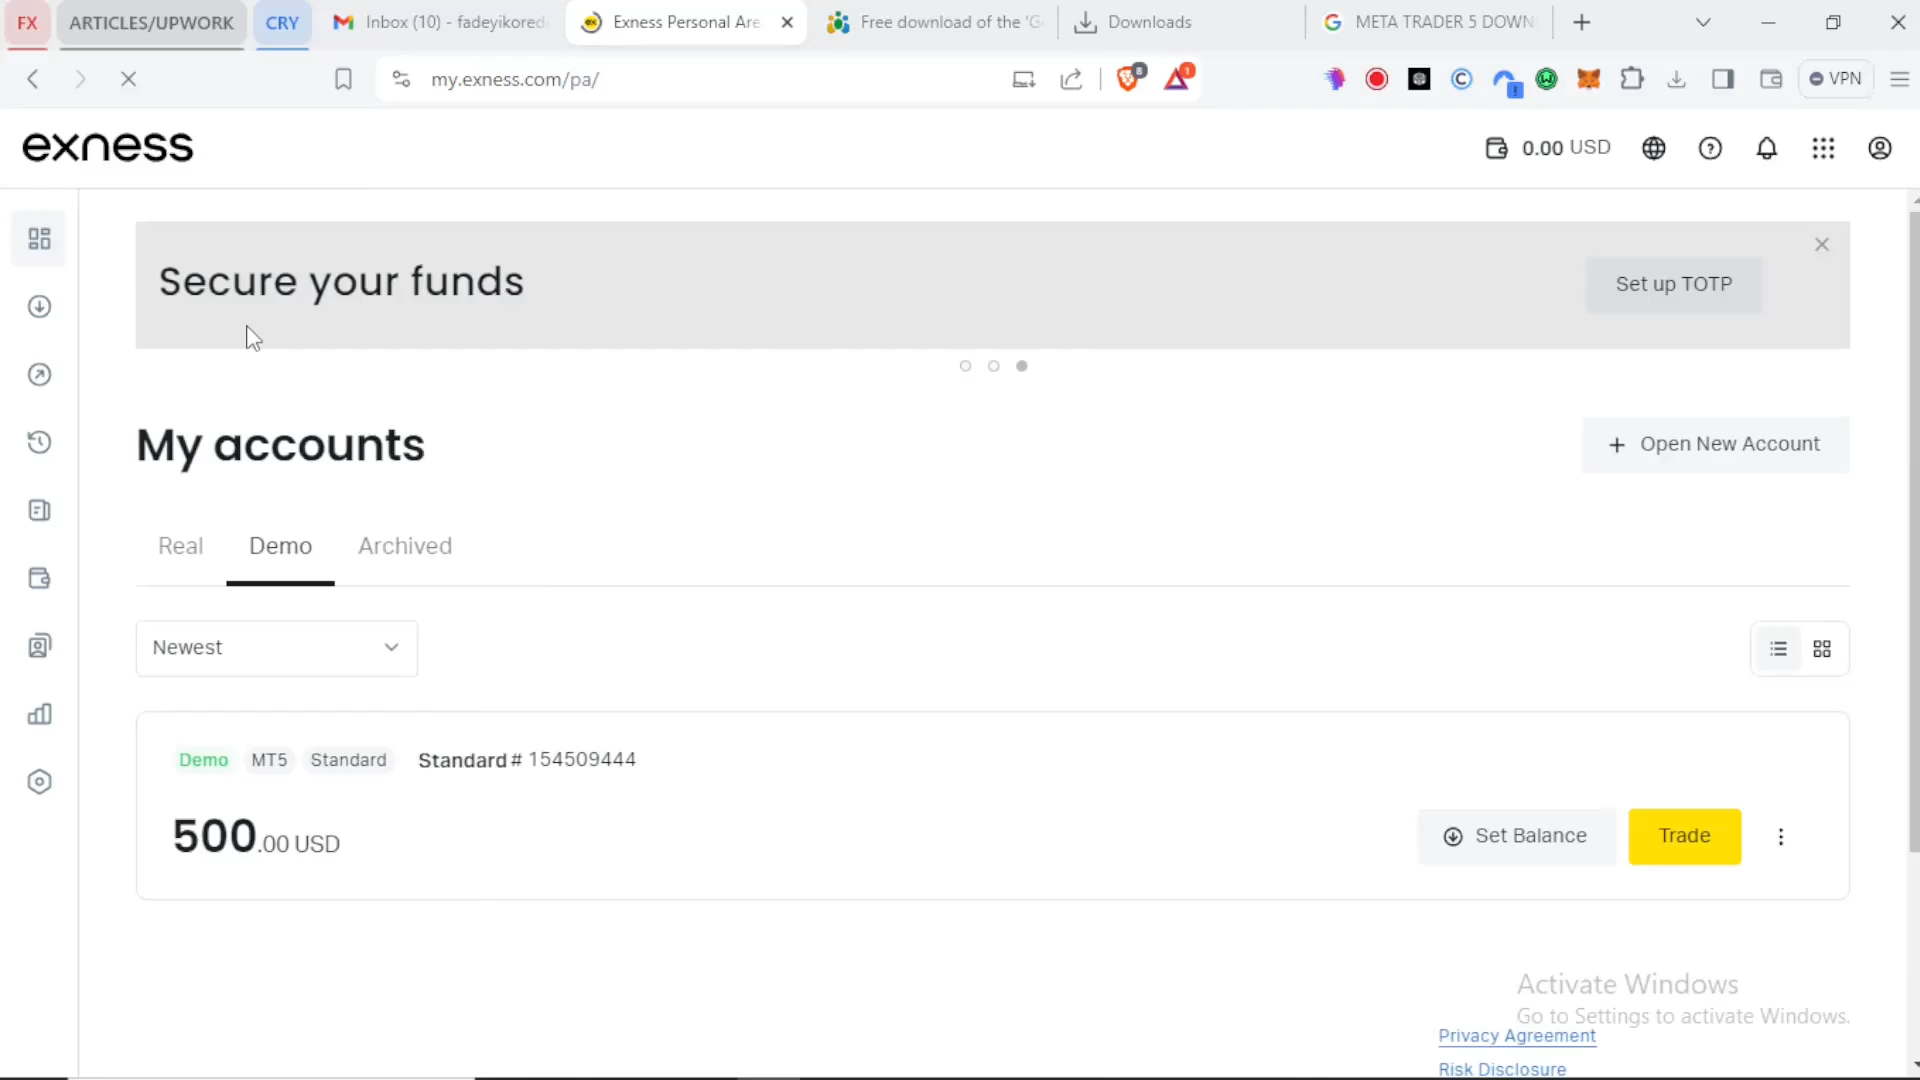 FX
ARTICLES/UPWORK
CRY
Inbox (10) - fadeyikored
Exness Personal Are
Free download of the 'G
Downloads
META TRADER 5 DOWN
my.exness.com/pa/
8
1
VPN
exness
0.00 USD
Secure your funds
Set up TOTP
My accounts
+ Open New Account
Real
Demo
Archived
Newest
Demo
MT5
Standard
Standard # 154509444
500.00 USD
Set Balance
Trade
Activate Windows
Go to Settings to activate Windows.
Privacy Agreement
Risk Disclosure